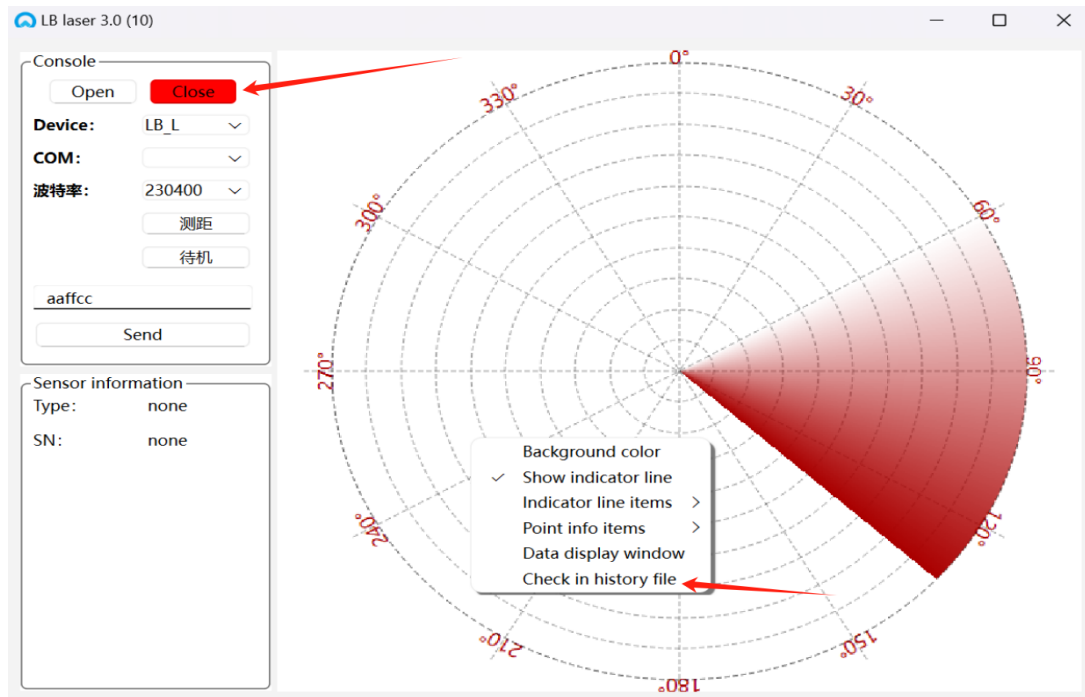 LB laser 3.0 (10)
Console
Open Close
Device: LB_L
COM:
波特率: 230400
测距
待机
aaffcc
Send
Sensor information
Type: none
SN: none
0°
30°
60°
90°
120°
150°
180°
210°
240°
270°
300°
330°
Background color
Show indicator line
Indicator line items
Point info items
Data display window
Check in history file